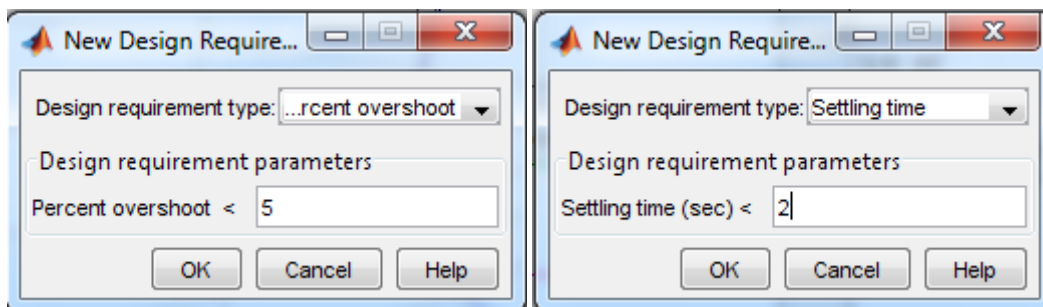 New Design Require...
Design requirement type: ...rcent overshoot
Design requirement parameters
Percent overshoot < 5
OK Cancel Help
New Design Require...
Design requirement type: Settling time
Design requirement parameters
Settling time (sec) < 2
OK Cancel Help